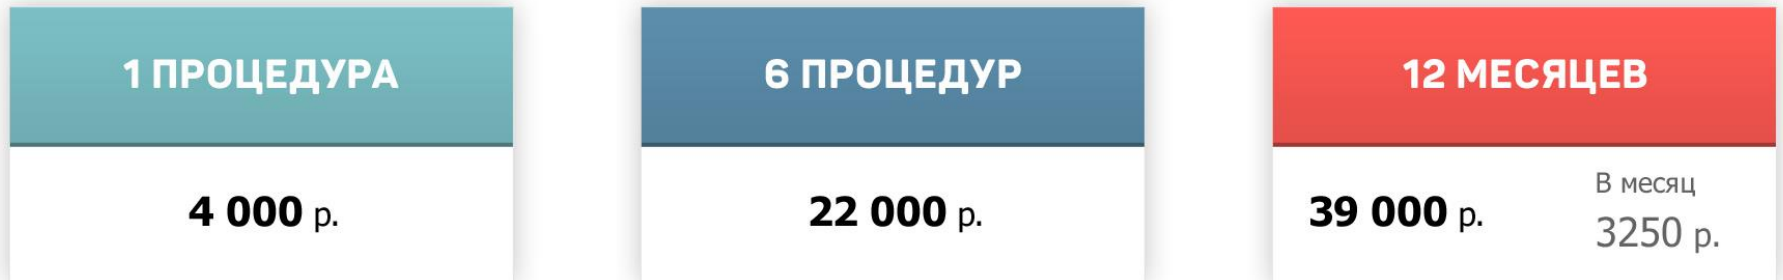 1 ПРОЦЕДУРА
4 000 р.
6 ПРОЦЕДУР
22 000 р.
12 МЕСЯЦЕВ
39 000 р.
В месяц
3250 р.